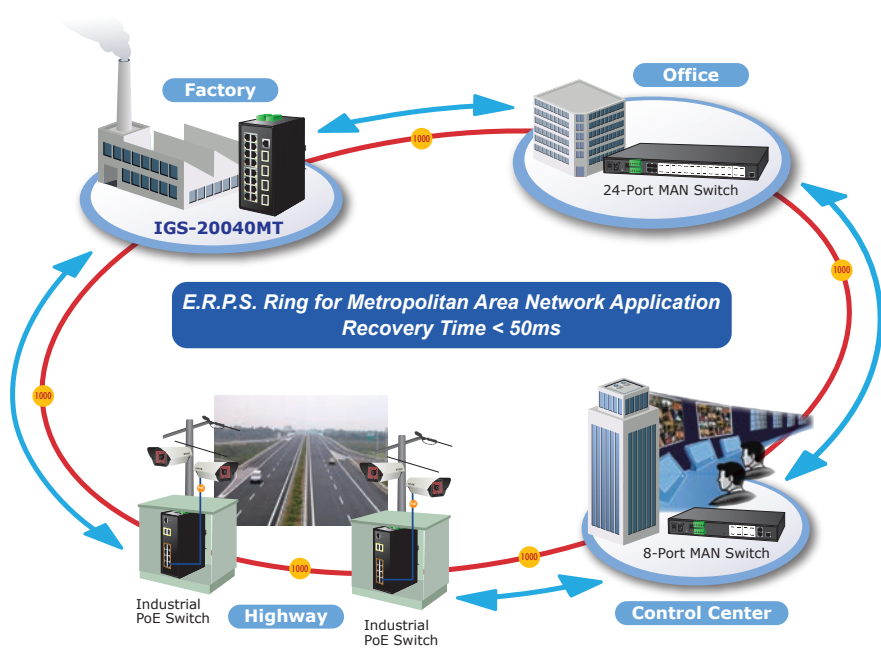 Factory
Office
1000
24-Port MAN Switch
IGS-20040MT
1000
E.R.P.S. Ring for Metropolitan Area Network Application
Recovery Time < 50ms
1000
8-Port MAN Switch
1000
1000
Industrial
PoE Switch
Highway
Industrial
PoE Switch
Control Center